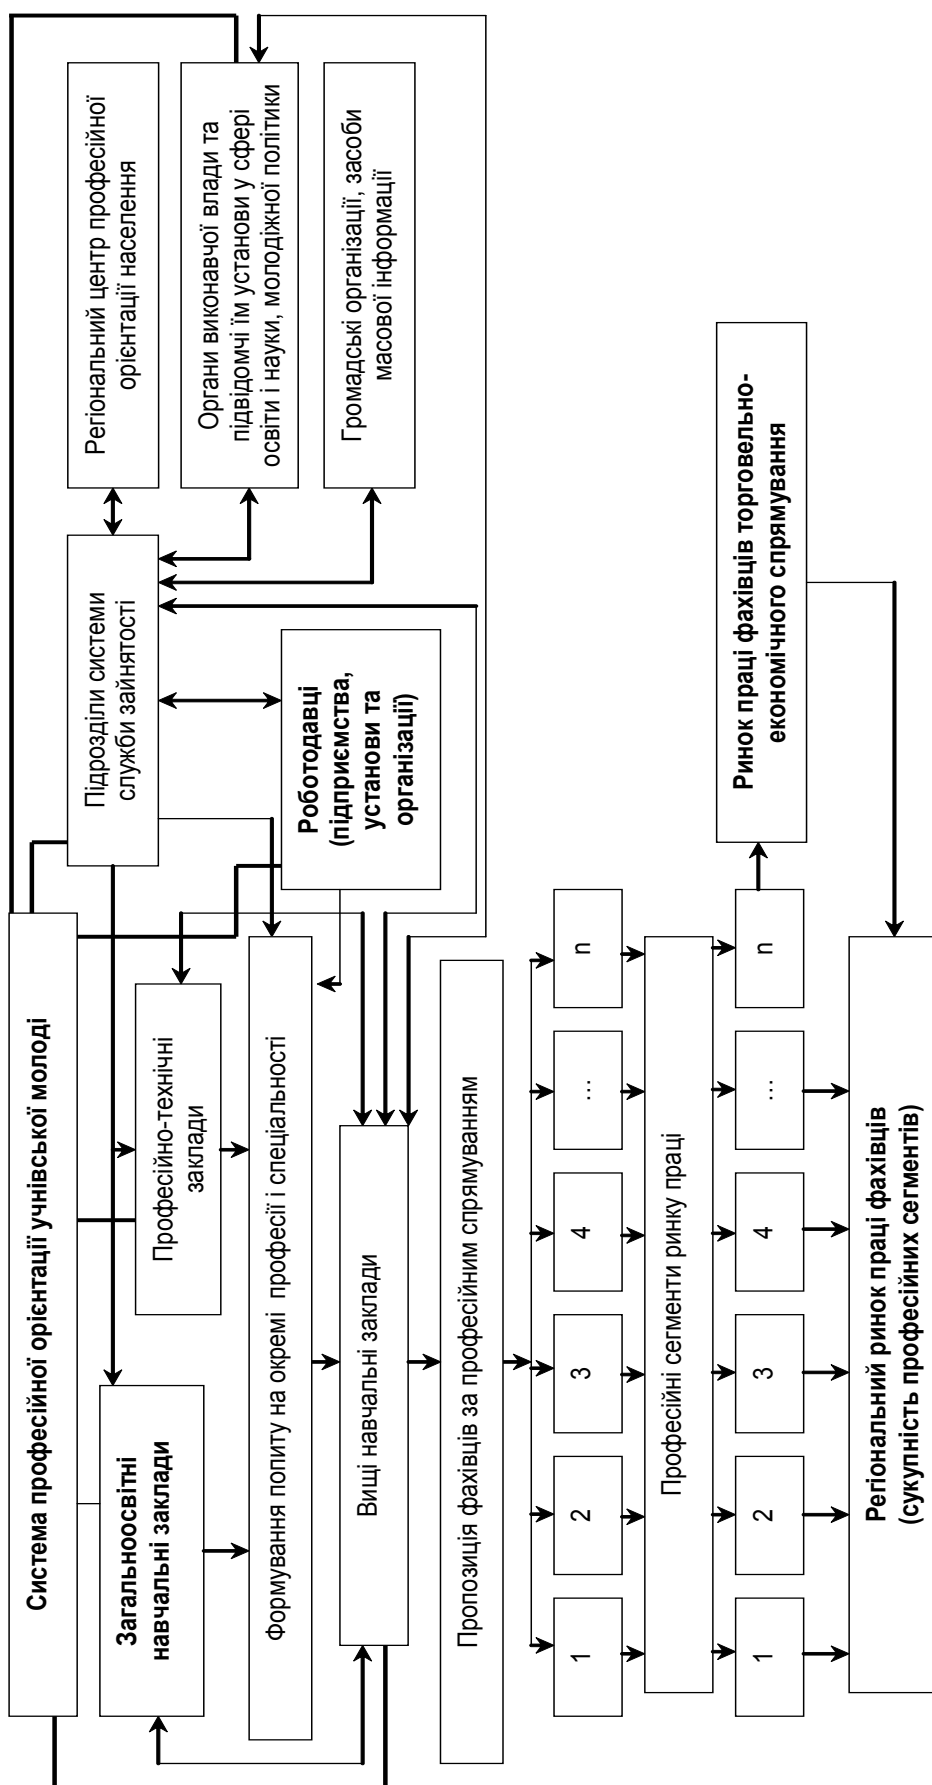 Система професійної орієнтації учнівської молоді
Загальноосвітні
навчальні заклади
Професійно-технічні
заклади
Підрозділи системи
служби зайнятості
Регіональний центр професійної
орієнтації населення
Органи виконавчої влади та
підвідомчі їм установи у сфері
освіти і науки, молодіжної політики
Громадські організації, засоби
масової інформації
Роботодавці
(підприємства,
установи та
організації)
Формування попиту на окремі професії і спеціальності
Вищі навчальні заклади
Пропозиція фахівців за професійним спрямуванням
1
2
3
4
…
n
Професійні сегменти ринку праці
1
2
3
4
…
n
Ринок праці фахівців торговельно-
економічного спрямування
Регіональний ринок праці фахівців
(сукупність професійних сегментів)